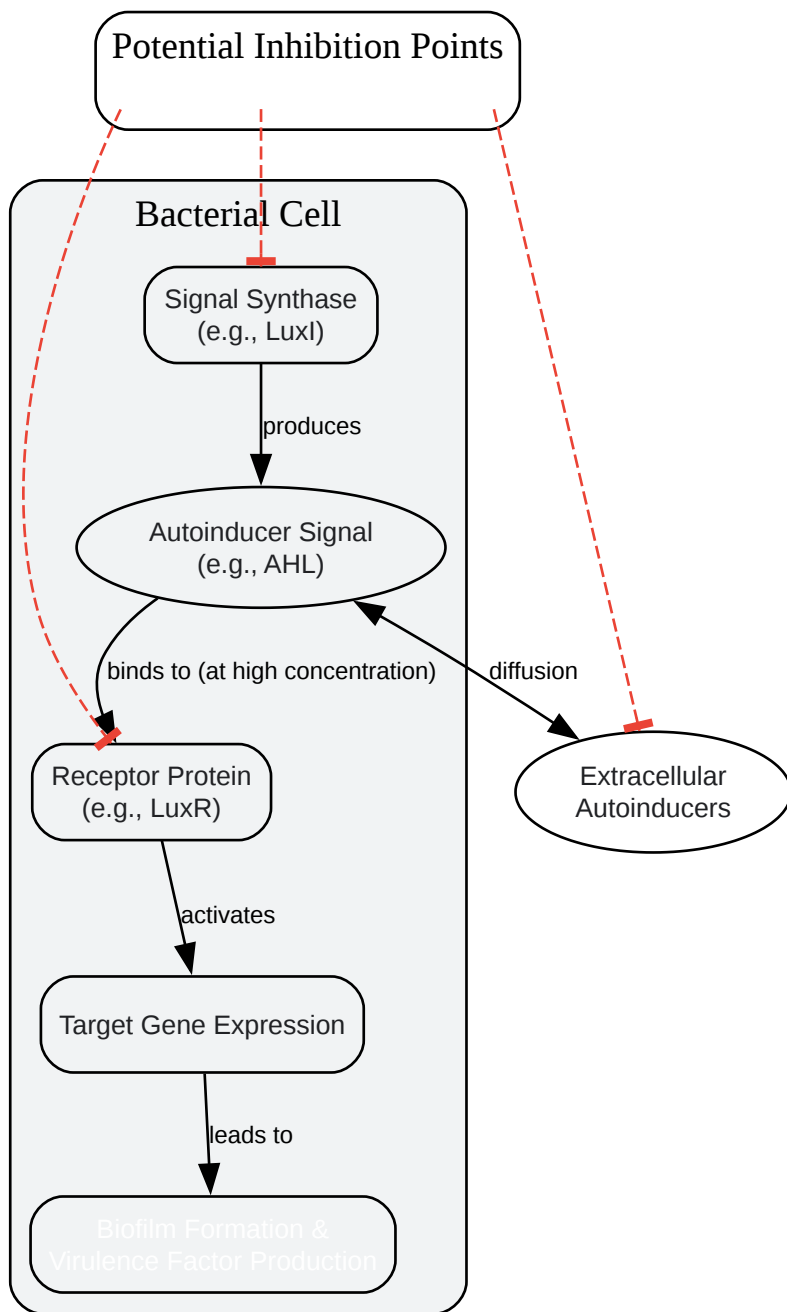 Potential Inhibition Points
Bacterial Cell
Signal Synthase
(e.g., LuxI)
produces
Autoinducer Signal
(e.g., AHL)
binds to (at high concentration)
diffusion
Receptor Protein
(e.g., LuxR)
Extracellular
Autoinducers
activates
Target Gene Expression
leads to
Biofilm Formation &
Virulence Factor Production